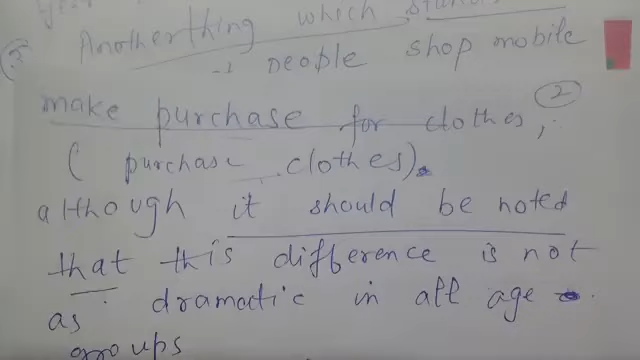 Another thing which
people shop mobile
make purchase for clothes, 2
( purchase clothes).
although it should be noted
that this difference is not
as dramatic in all age
groups